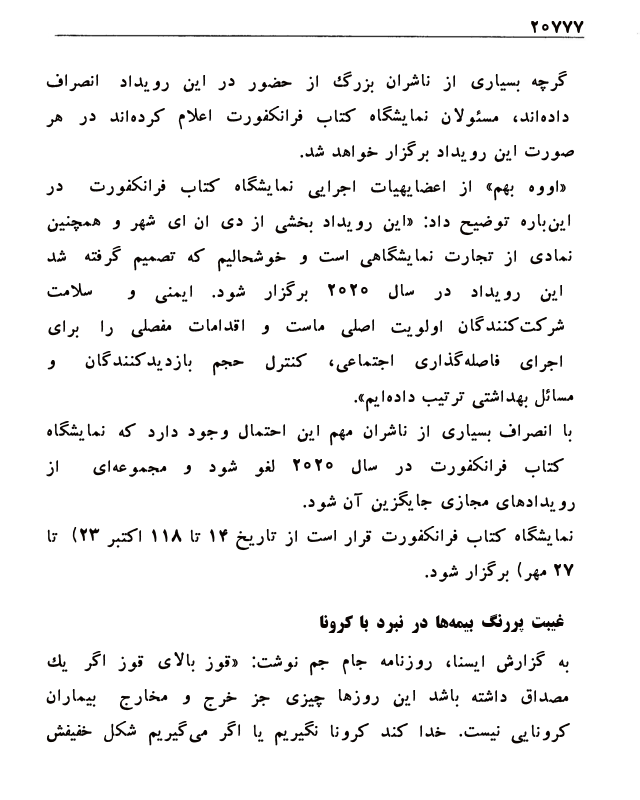 ۲۰۷۷۷
گرچه بسیاری از ناشران بزرگ از حضور در این رویداد انصراف
داده‌اند، مسئولان نمایشگاه کتاب فرانکفورت اعلام کرده‌اند در هر
صورت این رویداد برگزار خواهد شد.
«اووه بهم» از اعضایهیات اجرایی نمایشگاه کتاب فرانکفورت در
این‌باره توضیح داد: «این رویداد بخشی از دی ان ای شهر و همچنین
نمادی از تجارت نمایشگاهی است و خوشحالیم که تصمیم گرفته شد
این رویداد در سال ۲۰۲۰ برگزار شود. ایمنی و سلامت
شرکت‌کنندگان اولویت اصلی ماست و اقدامات مفصلی را برای
اجرای فاصله‌گذاری اجتماعی، کنترل حجم بازدیدکنندگان و
مسائل بهداشتی ترتیب داده‌ایم».
با انصراف بسیاری از ناشران مهم این احتمال وجود دارد که نمایشگاه
کتاب فرانکفورت در سال ۲۰۲۰ لغو شود و مجموعه‌ای از
رویدادهای مجازی جایگزین آن شود.
نمایشگاه کتاب فرانکفورت قرار است از تاریخ ۱۴ تا ۱۱۸ اکتبر ۲۳) تا
۲۷ مهر) برگزار شود.
غیبت پررنگ بیمه‌ها در نبرد با کرونا
به گزارش ایسنا، روزنامه جام جم نوشت: «قوز بالای قوز اگر یك
مصداق داشته باشد این روزها چیزی جز خرج و مخارج بیماران
کرونایی نیست. خدا کند کرونا نگیریم یا اگر می‌گیریم شکل خفیفش